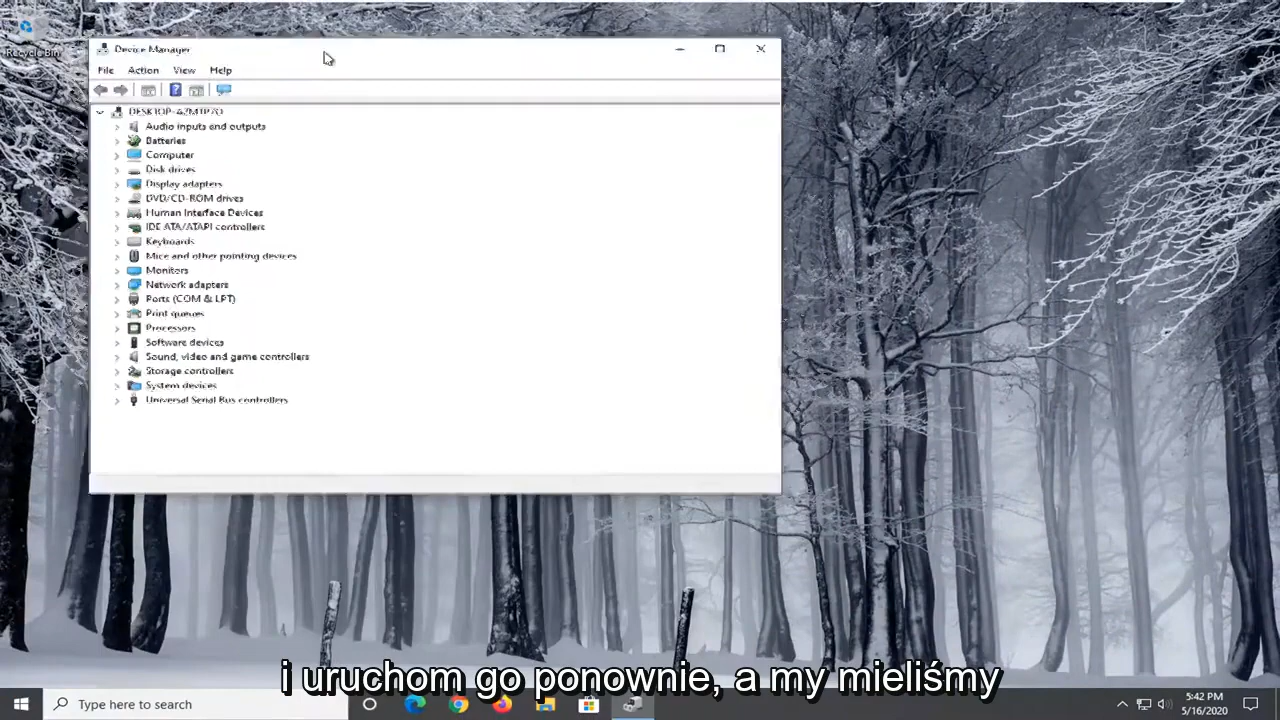 Recycle Bin
Device Manager
File Action View Help
Audio inputs and outputs
Batteries
Computer
Disk drives
Display adapters
DVD/CD-ROM drives
Human Interface Devices
IDE ATA/ATAPI controllers
Keyboards
Mice and other pointing devices
Monitors
Network adapters
Ports (COM & LPT)
Print queues
Processors
Software devices
Sound, video and game controllers
Storage controllers
System devices
Universal Serial Bus controllers
i uruchom go ponownie, a my mieliśmy
Type here to search
5:42 PM
5/16/2020